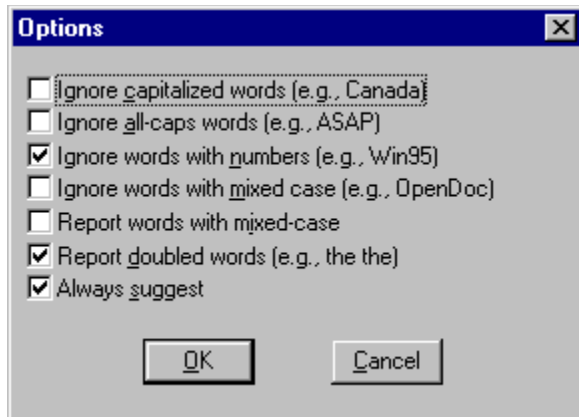 Options
Ignore capitalized words (e.g., Canada)
Ignore all-caps words (e.g., ASAP)
Ignore words with numbers (e.g., Win95)
Ignore words with mixed case (e.g., OpenDoc)
Report words with mixed-case
Report doubled words (e.g., the the)
Always suggest
OK Cancel